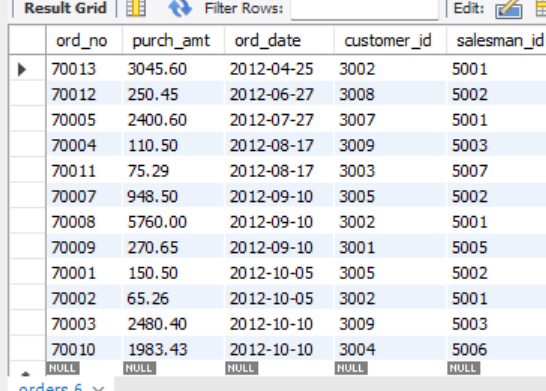 Result Grid Filter Rows: Edit:
ord_no purch_amt ord_date customer_id salesman_id
70013 3045.60 2012-04-25 3002 5001
70012 250.45 2012-06-27 3008 5002
70005 2400.60 2012-07-27 3007 5001
70004 110.50 2012-08-17 3009 5003
70011 75.29 2012-08-17 3003 5007
70007 948.50 2012-09-10 3005 5002
70008 5760.00 2012-09-10 3002 5001
70009 270.65 2012-09-10 3001 5005
70001 150.50 2012-10-05 3005 5002
70002 65.26 2012-10-05 3002 5001
70003 2480.40 2012-10-10 3009 5003
70010 1983.43 2012-10-10 3004 5006
NULL NULL NULL NULL NULL
orders 6